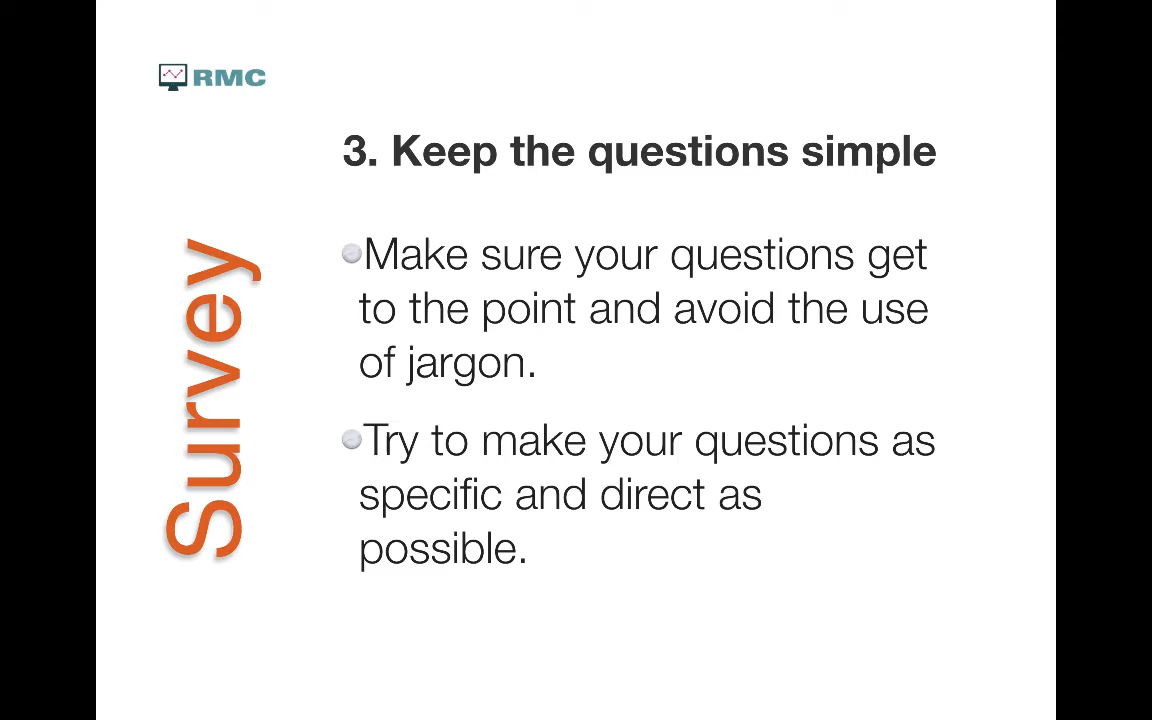 RMC
3. Keep the questions simple
Survey
Make sure your questions get
to the point and avoid the use
of jargon.
Try to make your questions as
specific and direct as
possible.